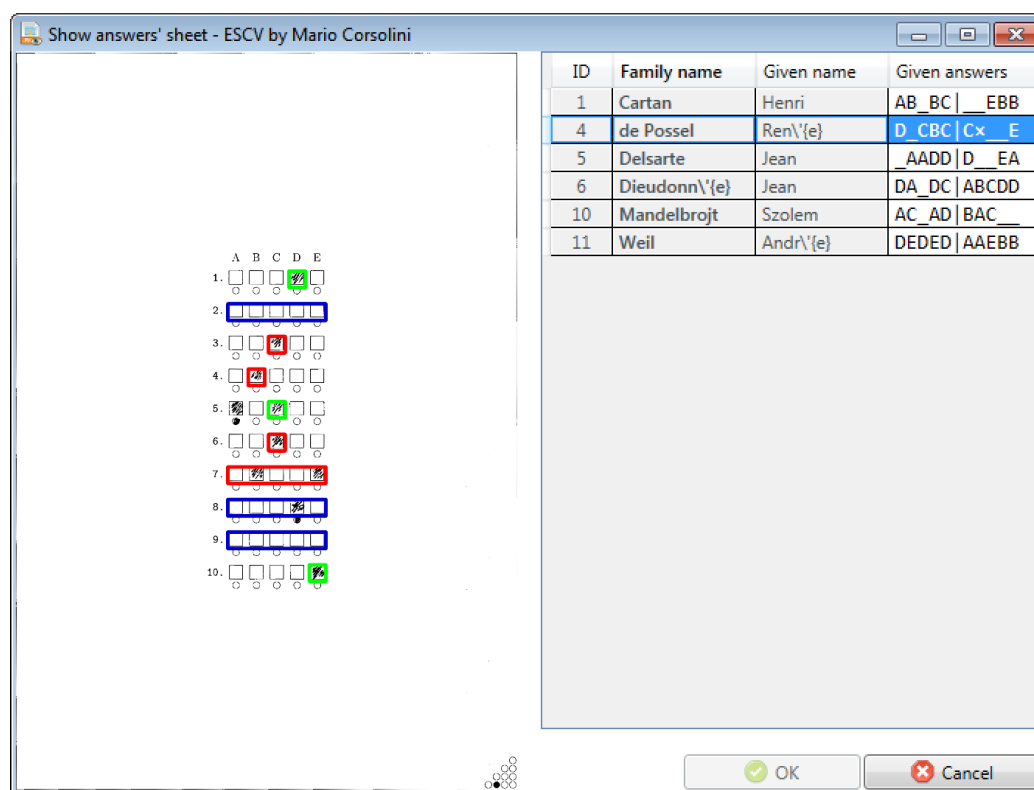 Show answers' sheet - ESCV by Mario Corsolini
ID Family name Given name Given answers
1 Cartan Henri AB_BC|__EBB
4 de Possel Ren\'{e} D_CBC|C×__E
5 Delsarte Jean _AADD|D__EA
6 Dieudonn\'{e} Jean DA_DC|ABCDD
10 Mandelbrojt Szolem AC_AD|BAC__
11 Weil Andr\'{e} DEDED|AAEBB
A B C D E
1.
2.
3.
4.
5.
6.
7.
8.
9.
10.
OK Cancel